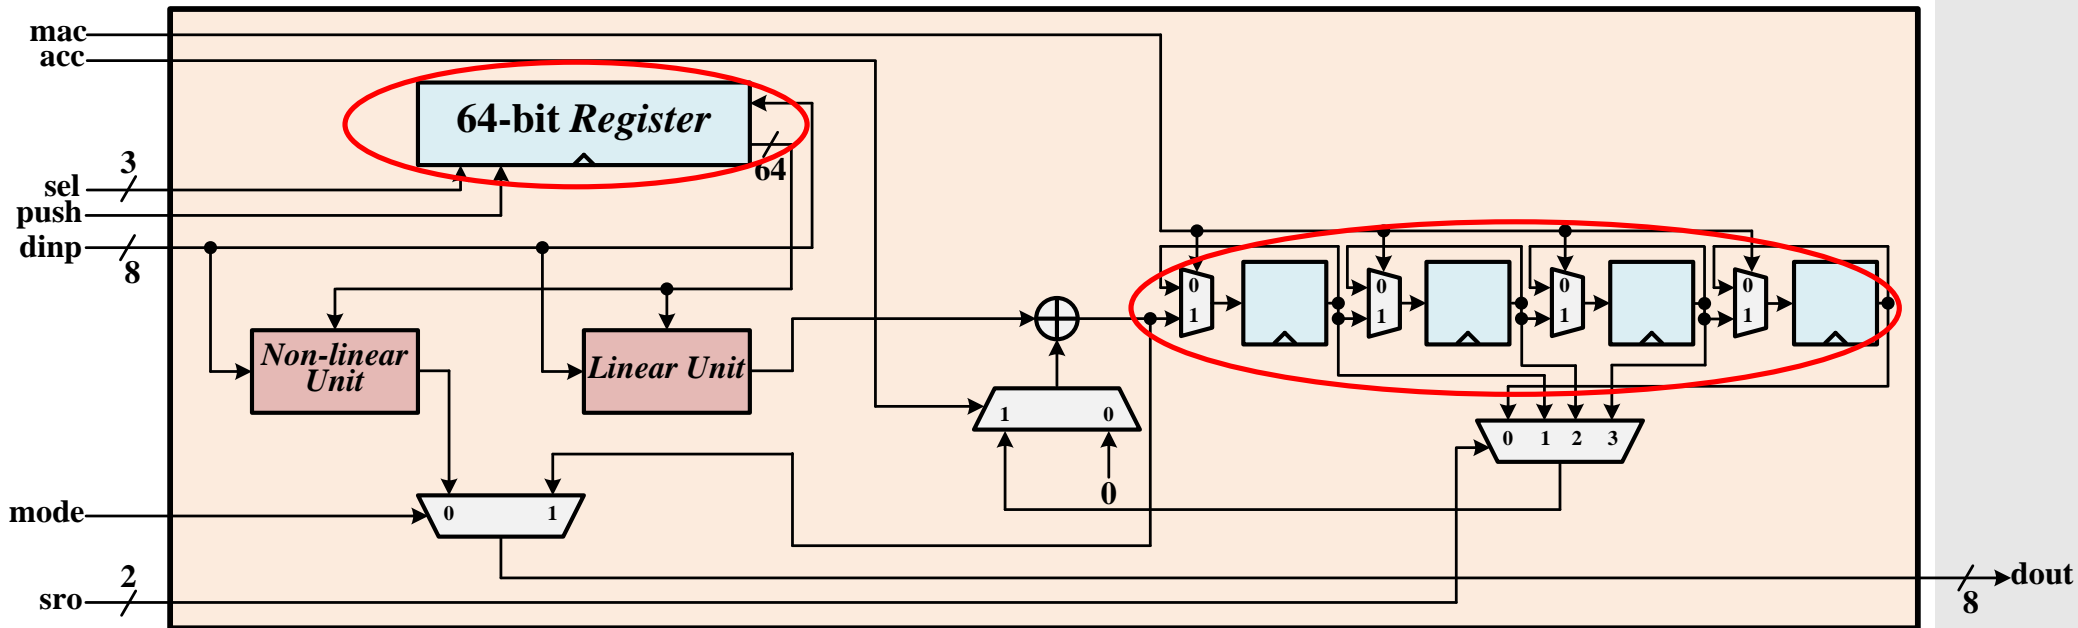 mac
acc
64-bit Register
64
3
sel
push
dinp
8
0
1
0
1
0
1
0
1
Non-linear
Unit
Linear Unit
1 0
0 1 2 3
0
mode
0 1
2
sro
8
dout